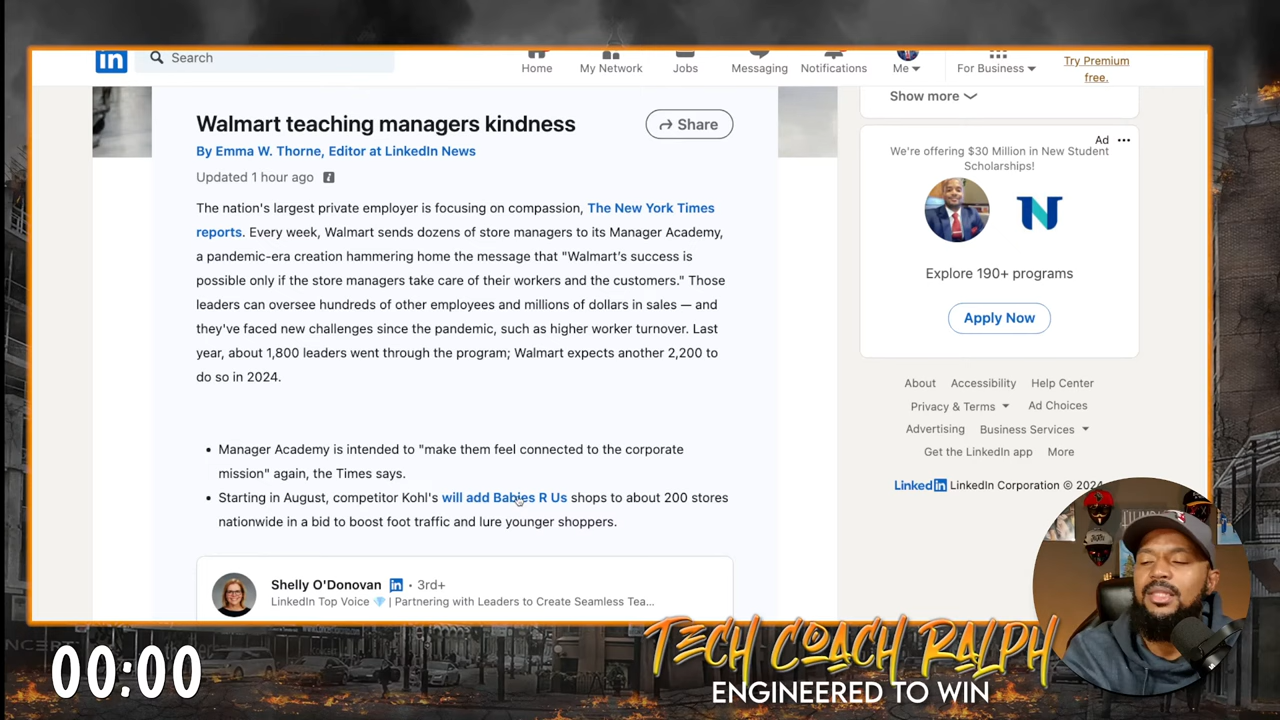 in
Search
Home
My Network
Jobs
Messaging
Notifications
Me
For Business
Try Premium
free.
Walmart teaching managers kindness
Share
By Emma W. Thorne, Editor at LinkedIn News
Updated 1 hour ago
The nation's largest private employer is focusing on compassion, The New York Times
reports. Every week, Walmart sends dozens of store managers to its Manager Academy,
a pandemic-era creation hammering home the message that "Walmart's success is
possible only if the store managers take care of their workers and the customers." Those
leaders can oversee hundreds of other employees and millions of dollars in sales — and
they've faced new challenges since the pandemic, such as higher worker turnover. Last
year, about 1,800 leaders went through the program; Walmart expects another 2,200 to
do so in 2024.
• Manager Academy is intended to "make them feel connected to the corporate
mission" again, the Times says.
• Starting in August, competitor Kohl's will add Babies R Us shops to about 200 stores
nationwide in a bid to boost foot traffic and lure younger shoppers.
Shelly O'Donovan in • 3rd+
LinkedIn Top Voice | Partnering with Leaders to Create Seamless Tea...
Show more
Ad
We're offering $30 Million in New Student
Scholarships!
N
Explore 190+ programs
Apply Now
About Accessibility Help Center
Privacy & Terms Ad Choices
Advertising Business Services
Get the LinkedIn app More
LinkedIn LinkedIn Corporation © 2024
00:00
TECH COACH RALPH
ENGINEERED TO WIN